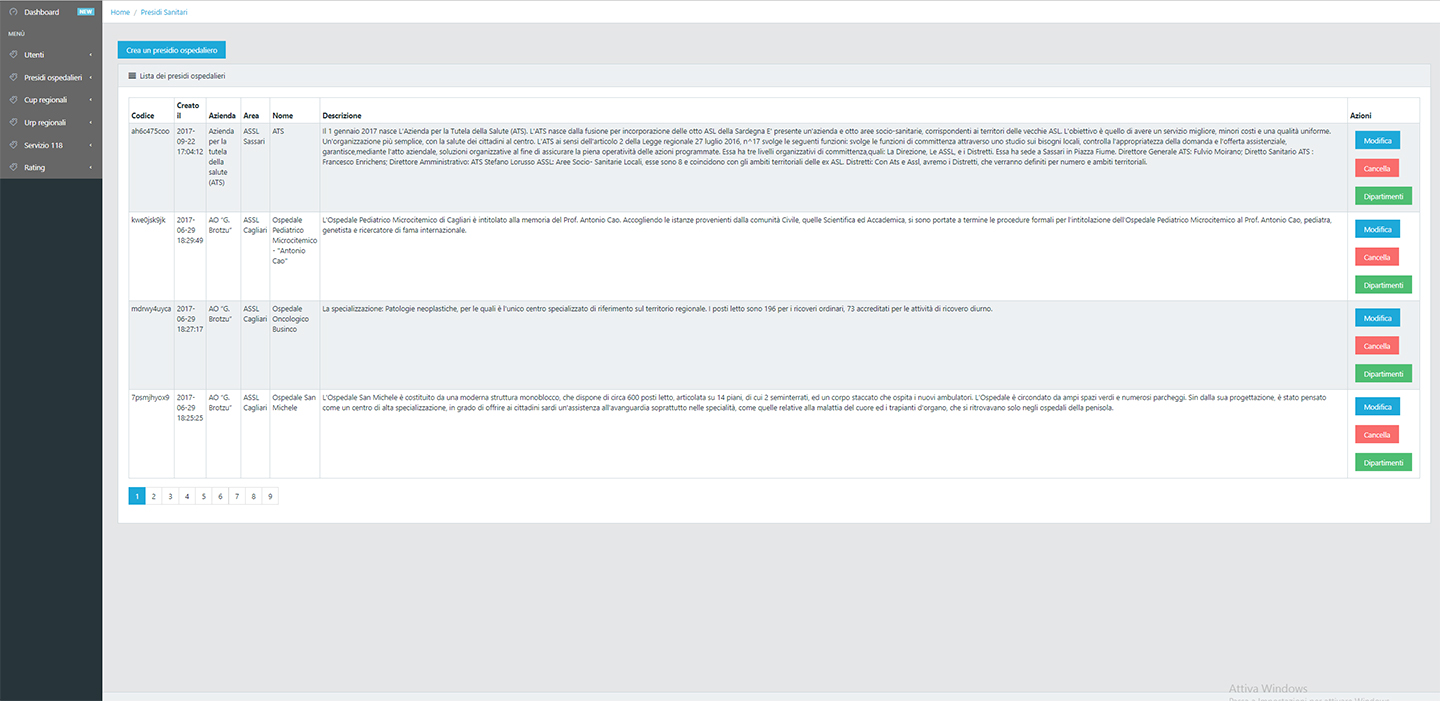 Dashboard NEW
MENÚ
Utenti
Presidi ospedalieri
Cup regionali
Urp regionali
Servizio 118
Rating
Home / Presidi Sanitari
Crea un presidio ospedaliero
Lista dei presidi ospedalieri
Codice Creato il Azienda Area Nome Descrizione Azioni
ah6c475coo
2017-
09-22
17:04:12
Azienda
per la
tutela
della
salute
(ATS)
ASSL
Sassari
ATS
Il 1 gennaio 2017 nasce L'Azienda per la Tutela della Salute (ATS). L'ATS nasce dalla fusione per incorporazione delle otto ASL della Sardegna E' presente un'azienda e otto aree socio-sanitarie, corrispondenti ai territori delle vecchie ASL. L'obiettivo è quello di avere un servizio migliore, minori costi e una qualità uniforme.
Un'organizzazione più semplice, con la salute dei cittadini al centro. L'ATS ai sensi dell'articolo 2 della Legge regionale 27 luglio 2016, n^17 svolge le seguenti funzioni: svolge le funzioni di committenza attraverso uno studio sui bisogni locali, controlla l'appropriatezza della domanda e l'offerta assistenziale,
garantisce,mediante l'atto aziendale, soluzioni organizzative al fine di assicurare la piena operatività delle azioni programmate. Essa ha tre livelli organizzativi di committenza,quali: La Direzione, Le ASSL, e i Distretti. Essa ha sede a Sassari in Piazza Fiume. Direttore Generale ATS: Fulvio Moirano; Diretto Sanitario ATS :
Francesco Enrichens; Direttore Amministrativo: ATS Stefano Lorusso ASSL: Aree Socio- Sanitarie Locali, esse sono 8 e coincidono con gli ambiti territoriali delle ex ASL. Distretti: Con Ats e Assl, avremo i Distretti, che verranno definiti per numero e ambiti territoriali.
Modifica
Cancella
Dipartimenti
kwe0jsk9jk
2017-
06-29
18:29:49
AO "G.
Brotzu"
ASSL
Cagliari
Ospedale
Pediatrico
Microcitemico
- "Antonio
Cao"
L'Ospedale Pediatrico Microcitemico di Cagliari è intitolato alla memoria del Prof. Antonio Cao. Accogliendo le istanze provenienti dalla comunità Civile, quelle Scientifica ed Accademica, si sono portate a termine le procedure formali per l'intitolazione dell'Ospedale Pediatrico Microcitemico al Prof. Antonio Cao, pediatra,
genetista e ricercatore di fama internazionale.
Modifica
Cancella
Dipartimenti
mdrwy4uyca
2017-
06-29
18:27:17
AO "G.
Brotzu"
ASSL
Cagliari
Ospedale
Oncologico
Businco
La specializzazione: Patologie neoplastiche, per le quali è l'unico centro specializzato di riferimento sul territorio regionale. I posti letto sono 196 per i ricoveri ordinari, 73 accreditati per le attività di ricovero diurno.
Modifica
Cancella
Dipartimenti
7psmjhyox9
2017-
06-29
18:25:25
AO "G.
Brotzu"
ASSL
Cagliari
Ospedale San
Michele
L'Ospedale San Michele è costituito da una moderna struttura monoblocco, che dispone di circa 600 posti letto, articolata su 14 piani, di cui 2 seminterrati, ed un corpo staccato che ospita i nuovi ambulatori. L'Ospedale è circondato da ampi spazi verdi e numerosi parcheggi. Sin dalla sua progettazione, è stato pensato
come un centro di alta specializzazione, in grado di offrire ai cittadini sardi un'assistenza all'avanguardia soprattutto nelle specialità, come quelle relative alla malattia del cuore ed i trapianti d'organo, che si ritrovavano solo negli ospedali della penisola.
Modifica
Cancella
Dipartimenti
1 2 3 4 5 6 7 8 9
Attiva Windows